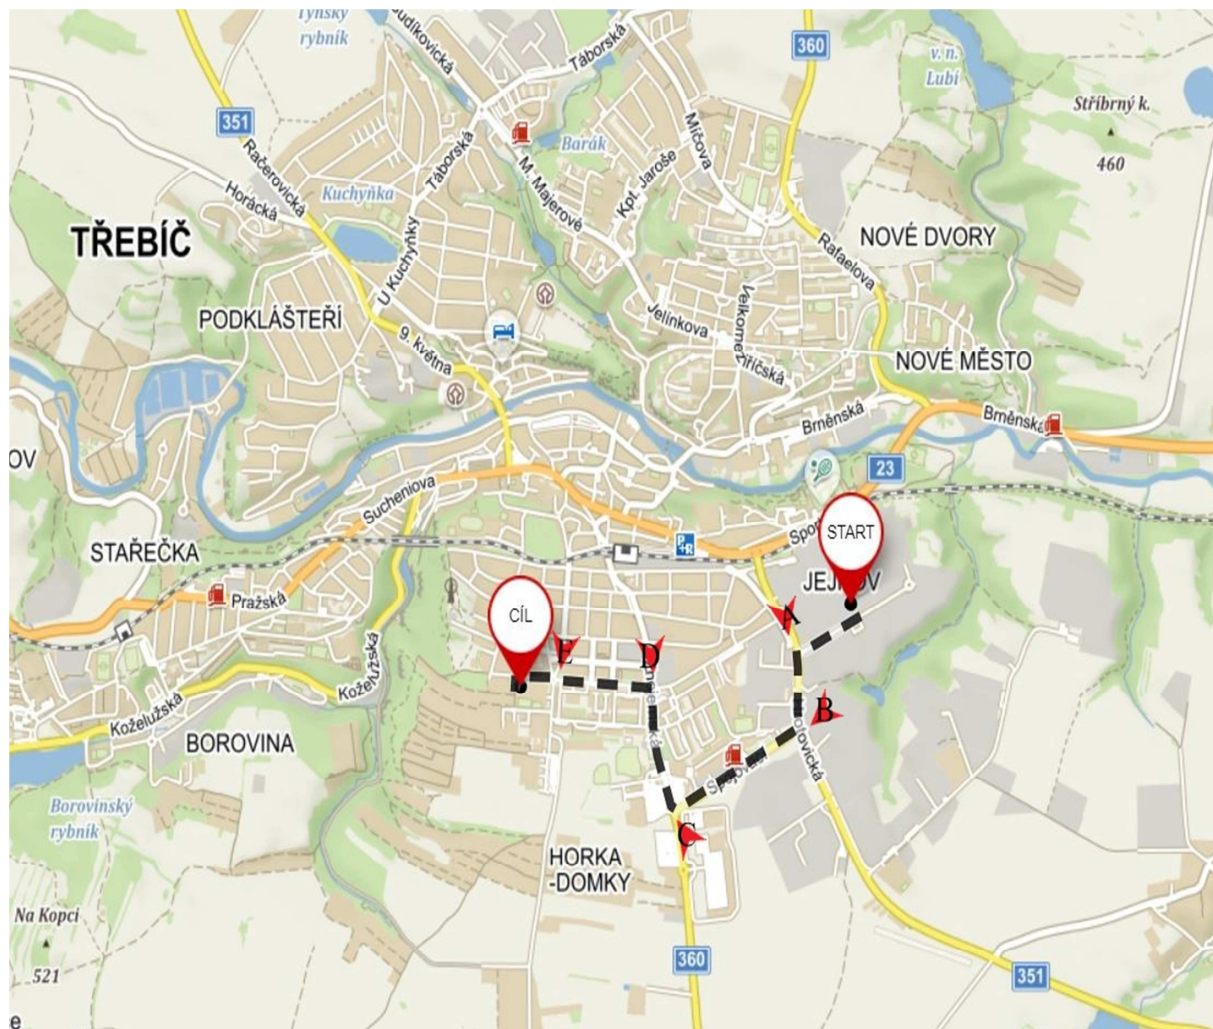 Týnský
rybník
Budíkovická
Táborská
360
v. n.
Lubí
Stříbrný k.
460
351
Račerovická
Horácká
Kuchyňka
Táborská
Barák
M. Majerové
Kpt. Jaroše
Míčova
TŘEBÍČ
U Kuchyňky
NOVÉ DVORY
Rafaelova
PODKLÁŠTEŘÍ
9. května
Jelínkova
Velkomeziříčská
NOVÉ MĚSTO
Brněnská
Brněnská
OV
Sucheniova
23
STAŘEČKA
P
+R
Spor
START
JEJKOV
Pražská
CÍL
A
E
D
Koželužská
Koželužská
BOROVINA
B
Borovinský
rybník
C
HORKA
-DOMKY
Na Kopci
521
360
351
e